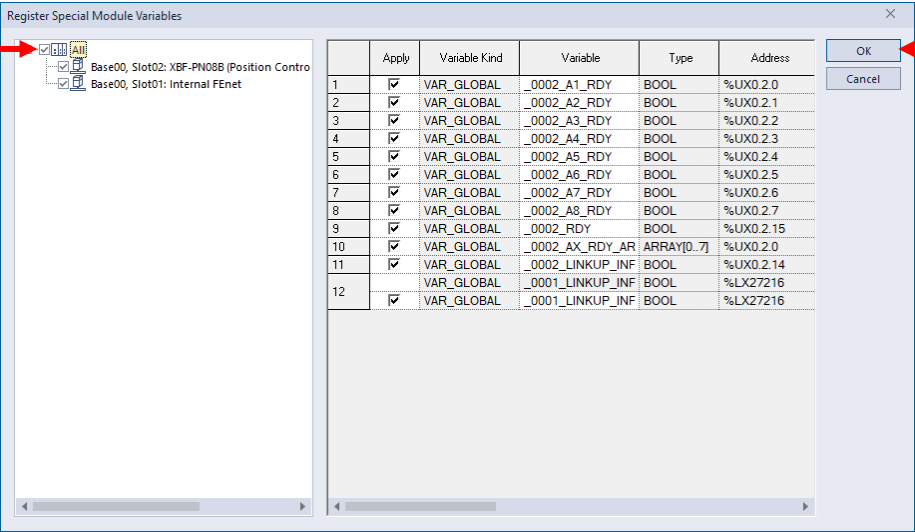 Register Special Module Variables
All
Base00, Slot02: XBF-PN08B (Position Contro
Base00, Slot01: Internal FEnet
Apply Variable Kind Variable Type Address
1 VAR_GLOBAL _0002_A1_RDY BOOL %UX0.2.0
2 VAR_GLOBAL _0002_A2_RDY BOOL %UX0.2.1
3 VAR_GLOBAL _0002_A3_RDY BOOL %UX0.2.2
4 VAR_GLOBAL _0002_A4_RDY BOOL %UX0.2.3
5 VAR_GLOBAL _0002_A5_RDY BOOL %UX0.2.4
6 VAR_GLOBAL _0002_A6_RDY BOOL %UX0.2.5
7 VAR_GLOBAL _0002_A7_RDY BOOL %UX0.2.6
8 VAR_GLOBAL _0002_A8_RDY BOOL %UX0.2.7
9 VAR_GLOBAL _0002_RDY BOOL %UX0.2.15
10 VAR_GLOBAL _0002_AX_RDY_AR ARRAY[0..7] %UX0.2.0
11 VAR_GLOBAL _0002_LINKUP_INF BOOL %UX0.2.14
12 VAR_GLOBAL _0001_LINKUP_INF BOOL %LX27216
VAR_GLOBAL _0001_LINKUP_INF BOOL %LX27216
OK
Cancel